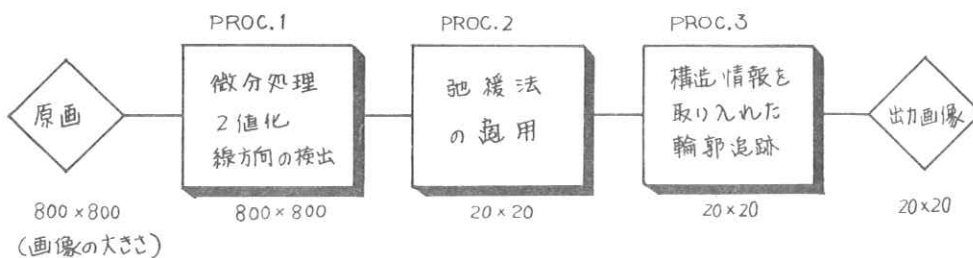 PROC.1
PROC.2
PROC.3
原画
微分処理
2値化
線方向の検出
弛緩法
の適用
構造情報を
取り入れた
輪郭追跡
出力画像
800×800
(画像の大きさ)
800×800
20×20
20×20
20×20